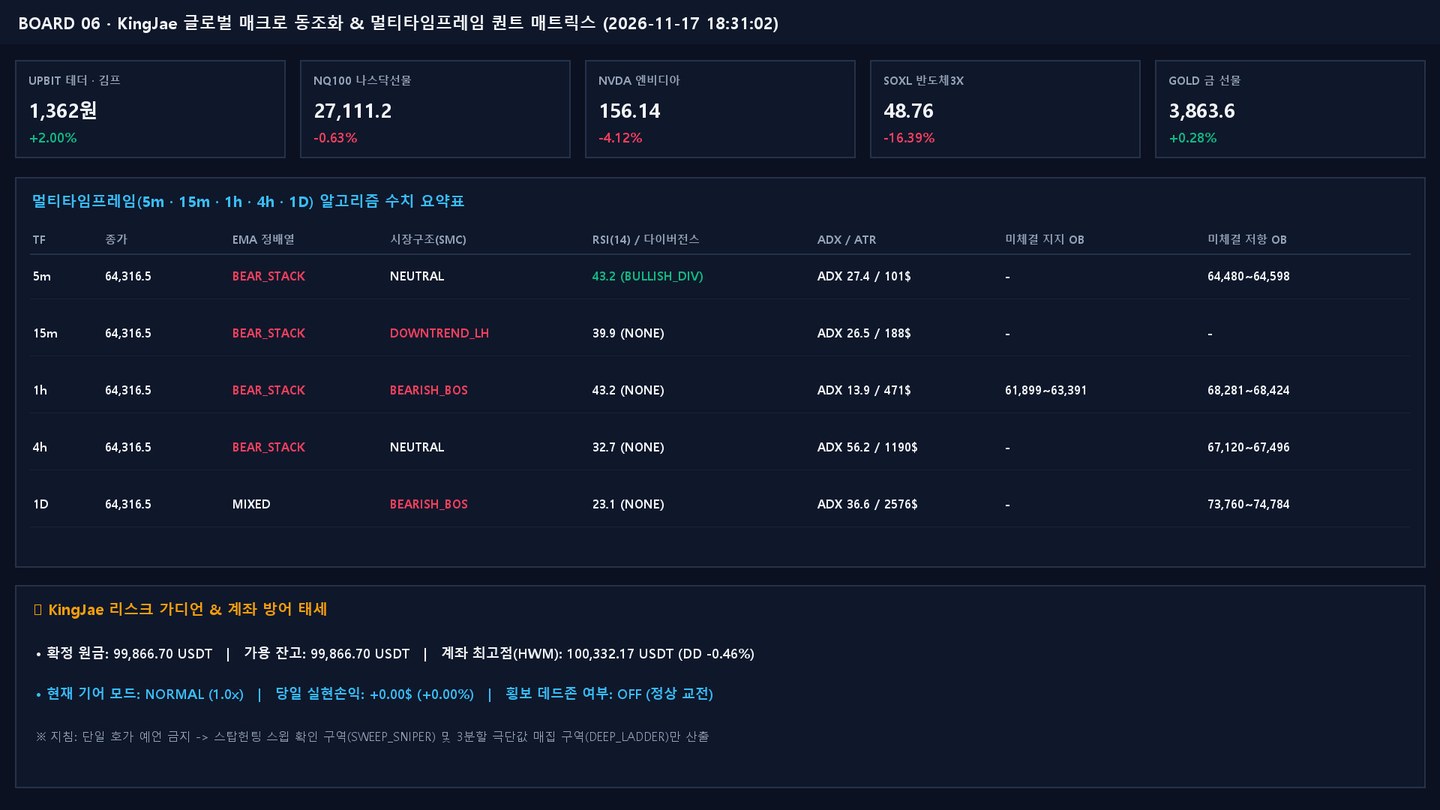 BOARD 06 · KingJae 글로벌 매크로 동조화 & 멀티타임프레임 퀀트 매트릭스 (2026-11-17 18:31:02)
UPBIT 테더 · 김프
1,362원
+2.00%
NQ100 나스닥선물
27,111.2
-0.63%
NVDA 엔비디아
156.14
-4.12%
SOXL 반도체3X
48.76
-16.39%
GOLD 금 선물
3,863.6
+0.28%
멀티타임프레임(5m · 15m · 1h · 4h · 1D) 알고리즘 수치 요약표
TF 종가 EMA 정배열 시장구조(SMC) RSI(14) / 다이버전스 ADX / ATR 미체결 지지 OB 미체결 저항 OB
5m 64,316.5 BEAR_STACK NEUTRAL 43.2 (BULLISH_DIV) ADX 27.4 / 101$ - 64,480~64,598
15m 64,316.5 BEAR_STACK DOWNTREND_LH 39.9 (NONE) ADX 26.5 / 188$ - -
1h 64,316.5 BEAR_STACK BEARISH_BOS 43.2 (NONE) ADX 13.9 / 471$ 61,899~63,391 68,281~68,424
4h 64,316.5 BEAR_STACK NEUTRAL 32.7 (NONE) ADX 56.2 / 1190$ - 67,120~67,496
1D 64,316.5 MIXED BEARISH_BOS 23.1 (NONE) ADX 36.6 / 2576$ - 73,760~74,784
KingJae 리스크 가디언 & 계좌 방어 태세
• 확정 원금: 99,866.70 USDT | 가용 잔고: 99,866.70 USDT | 계좌 최고점(HWM): 100,332.17 USDT (DD -0.46%)
• 현재 기어 모드: NORMAL (1.0x) | 당일 실현손익: +0.00$ (+0.00%) | 횡보 데드존 여부: OFF (정상 교전)
※ 지침: 단일 호가 예언 금지 -> 스탑헌팅 스윕 확인 구역(SWEEP_SNIPER) 및 3분할 극단값 매집 구역(DEEP_LADDER)만 산출